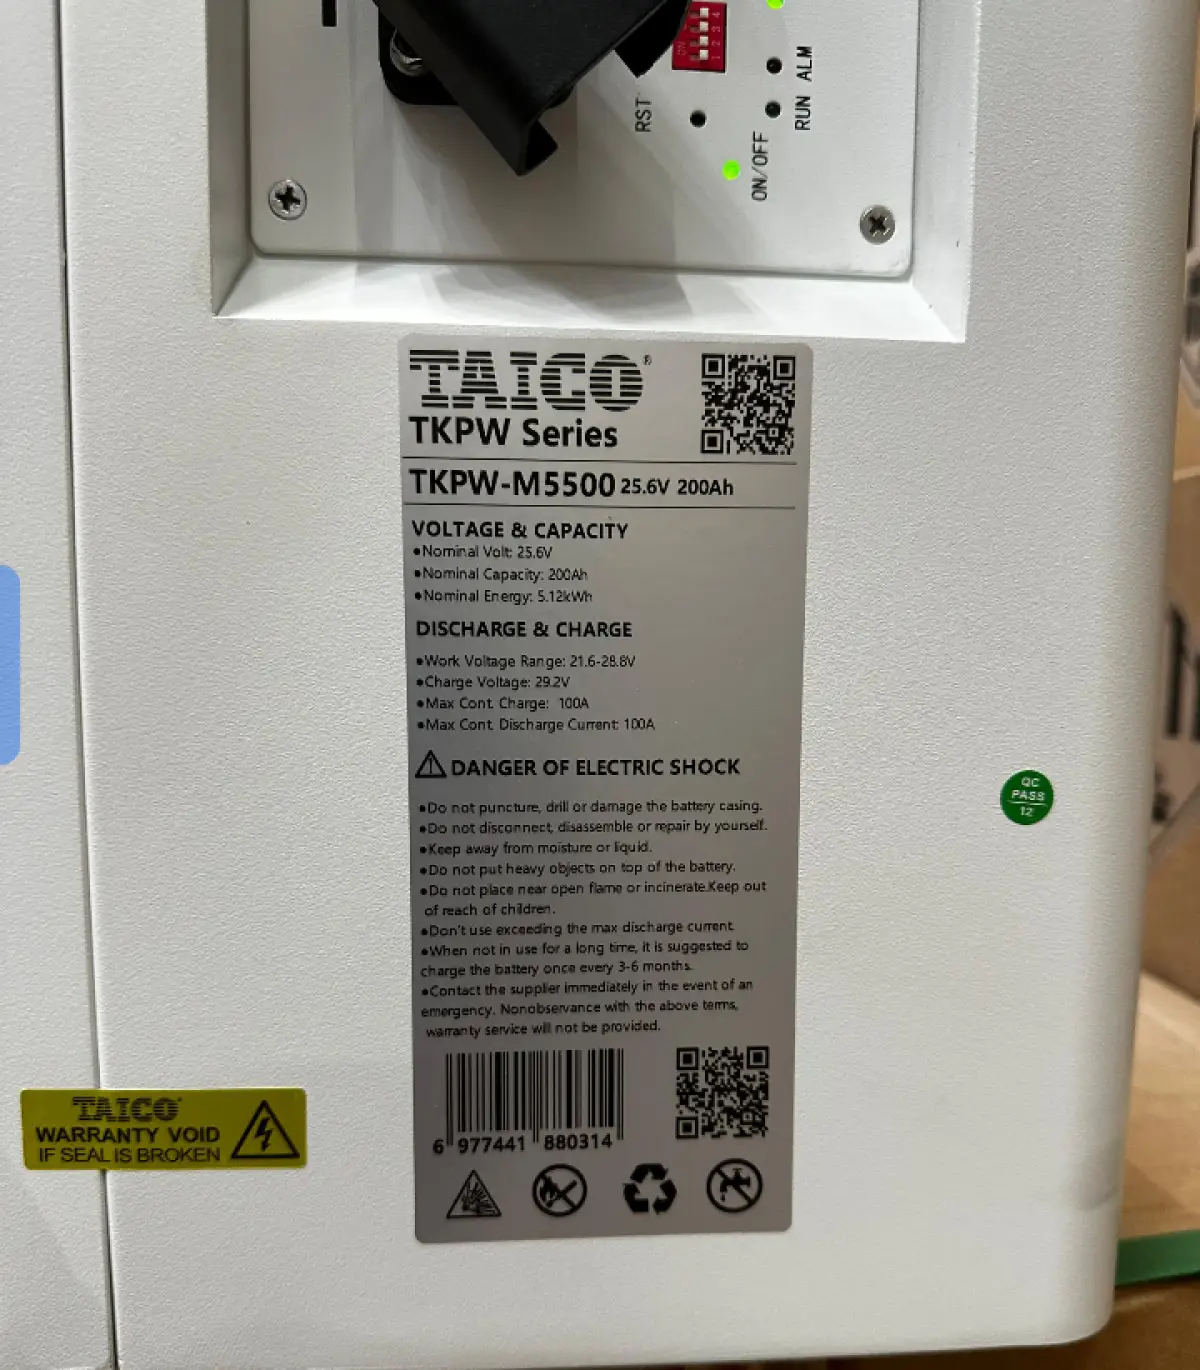 ON
1 2 3 4
RST
ON/OFF
RUN ALM
TAICO®
TKPW Series
TKPW-M5500 25.6V 200Ah
VOLTAGE & CAPACITY
●Nominal Volt: 25.6V
●Nominal Capacity: 200Ah
●Nominal Energy: 5.12kWh
DISCHARGE & CHARGE
●Work Voltage Range: 21.6-28.8V
●Charge Voltage: 29.2V
●Max Cont. Charge: 100A
●Max Cont. Discharge Current: 100A
DANGER OF ELECTRIC SHOCK
●Do not puncture, drill or damage the battery casing.
●Do not disconnect, disassemble or repair by yourself.
●Keep away from moisture or liquid.
●Do not put heavy objects on top of the battery.
●Do not place near open flame or incinerate.Keep out
of reach of children.
●Don't use exceeding the max discharge current.
●When not in use for a long time, it is suggested to
charge the battery once every 3-6 months.
●Contact the supplier immediately in the event of an
emergency. Nonobservance with the above terms,
warranty service will not be provided.
6 977441 880314
QC
PASS
12
TAICO®
WARRANTY VOID
IF SEAL IS BROKEN